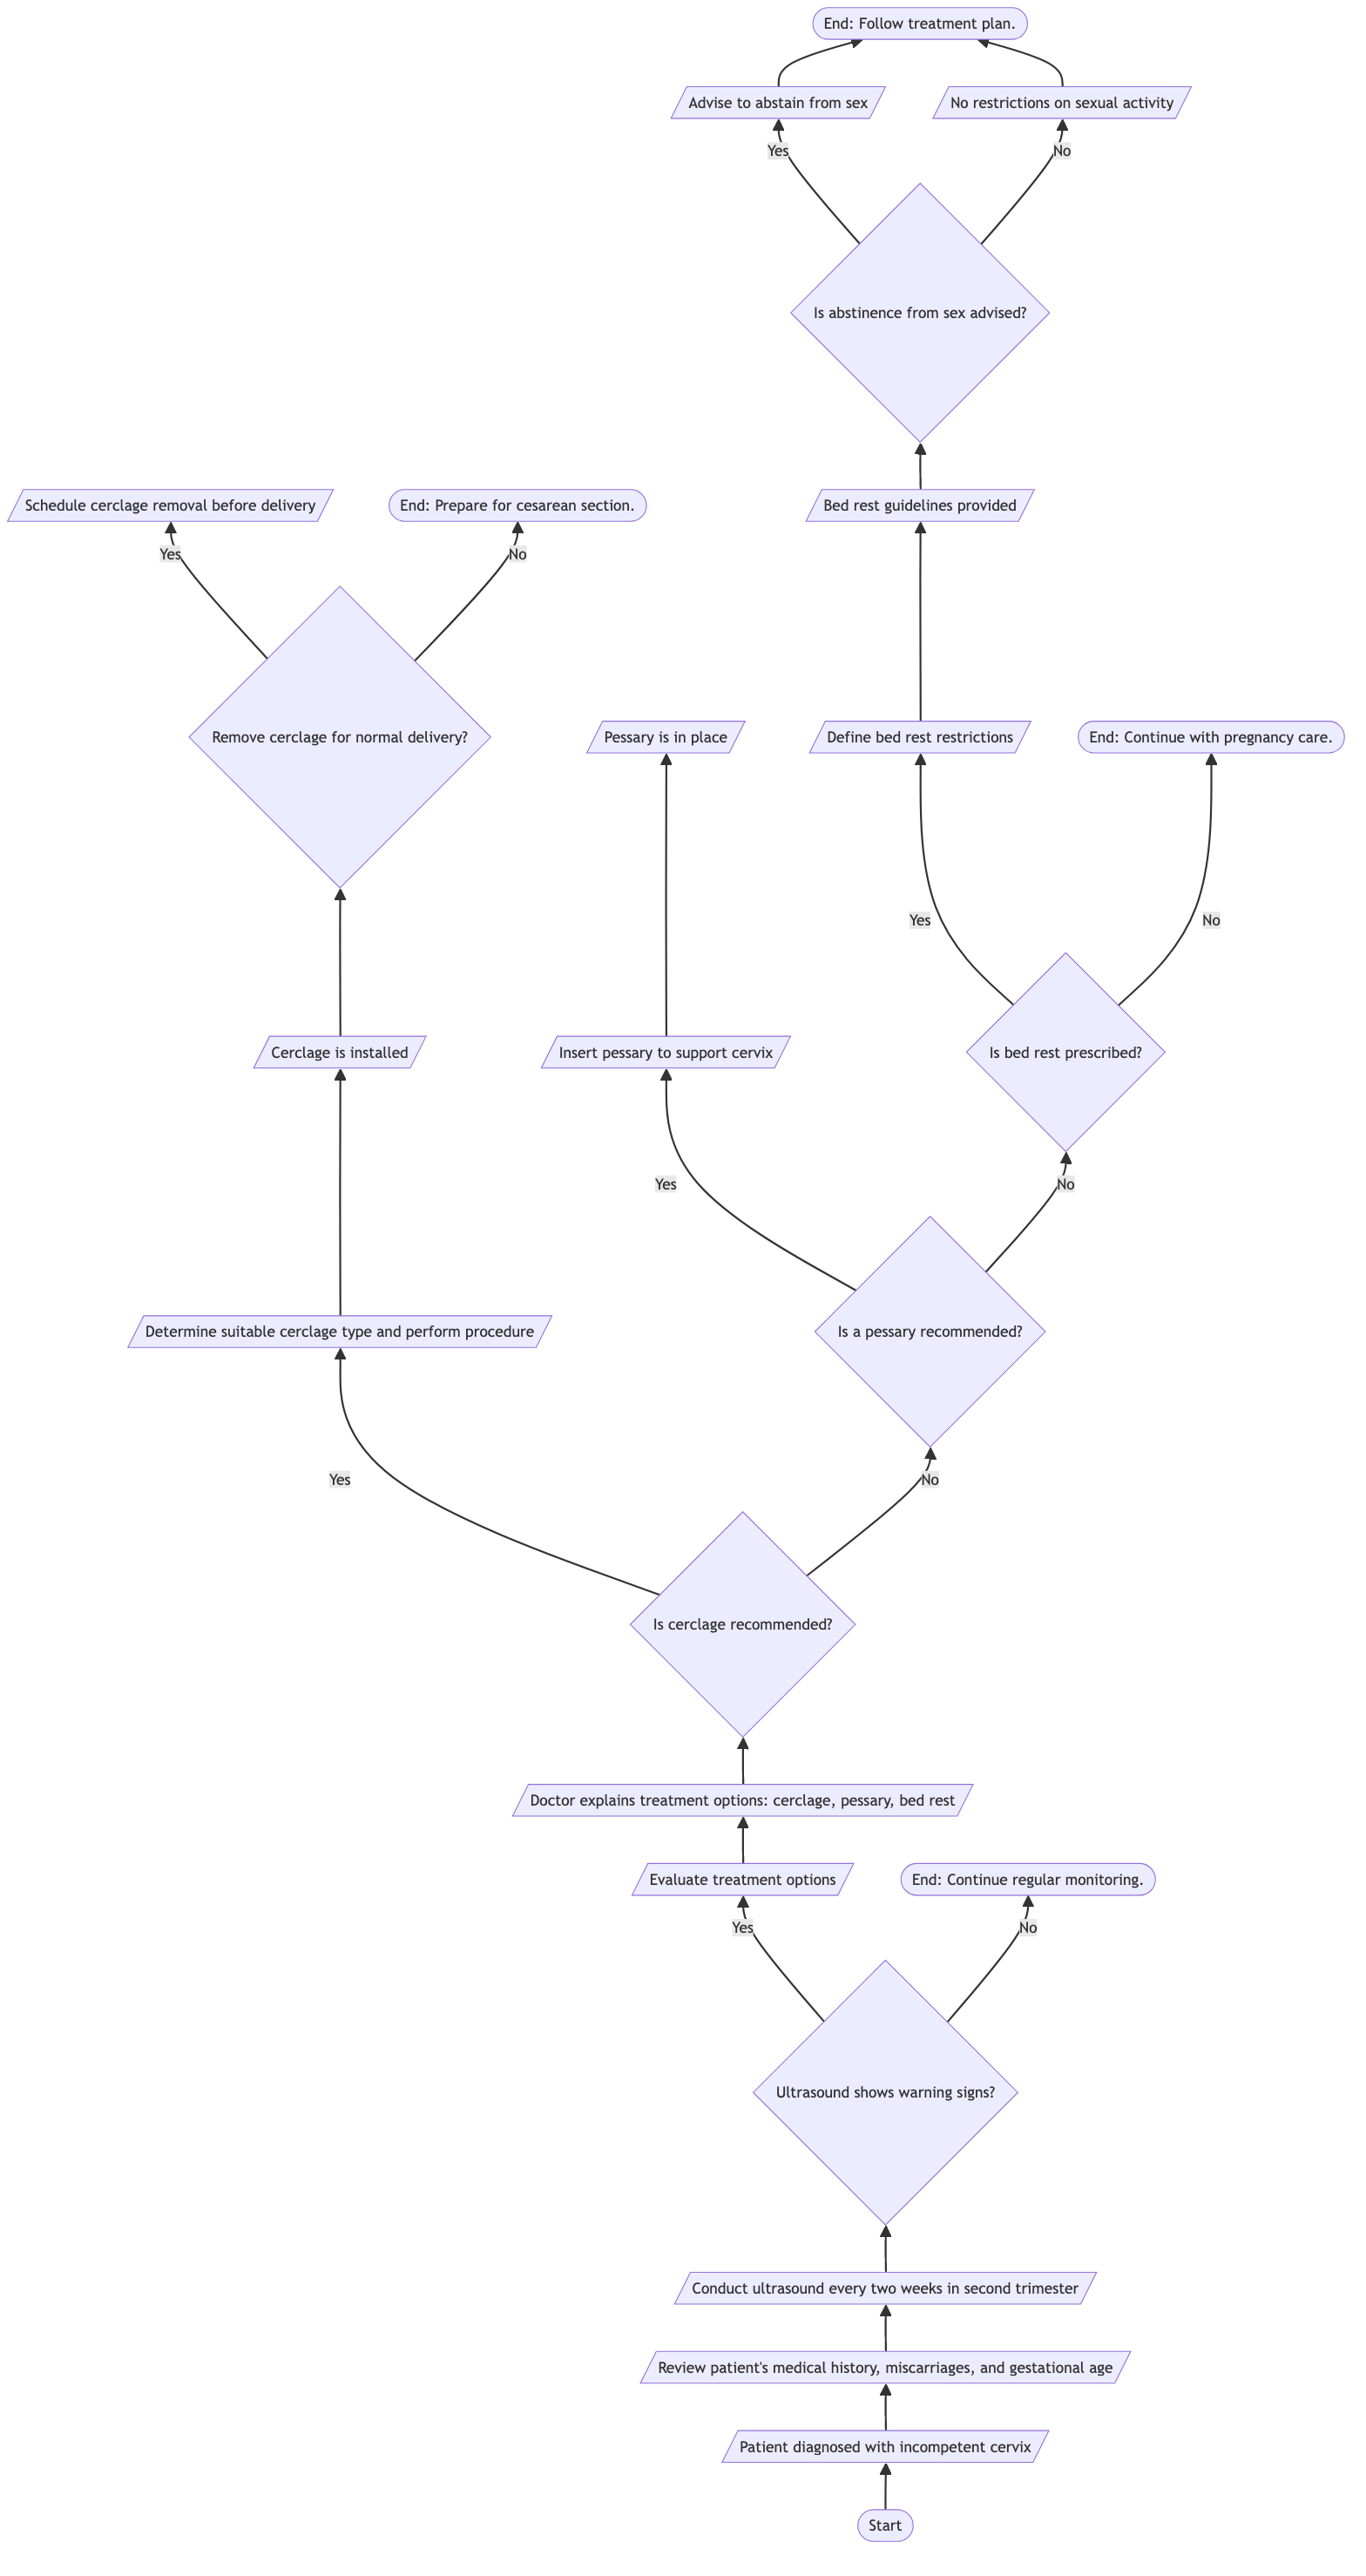 End: Follow treatment plan.
Advise to abstain from sex
No restrictions on sexual activity
Yes
No
Is abstinence from sex advised?
Schedule cerclage removal before delivery
End: Prepare for cesarean section.
Bed rest guidelines provided
Yes
No
Remove cerclage for normal delivery?
Pessary is in place
Define bed rest restrictions
End: Continue with pregnancy care.
Yes
No
Cerclage is installed
Insert pessary to support cervix
Is bed rest prescribed?
Yes
No
Determine suitable cerclage type and perform procedure
Is a pessary recommended?
Yes
No
Is cerclage recommended?
Doctor explains treatment options: cerclage, pessary, bed rest
Evaluate treatment options
End: Continue regular monitoring.
Yes
No
Ultrasound shows warning signs?
Conduct ultrasound every two weeks in second trimester
Review patient's medical history, miscarriages, and gestational age
Patient diagnosed with incompetent cervix
Start